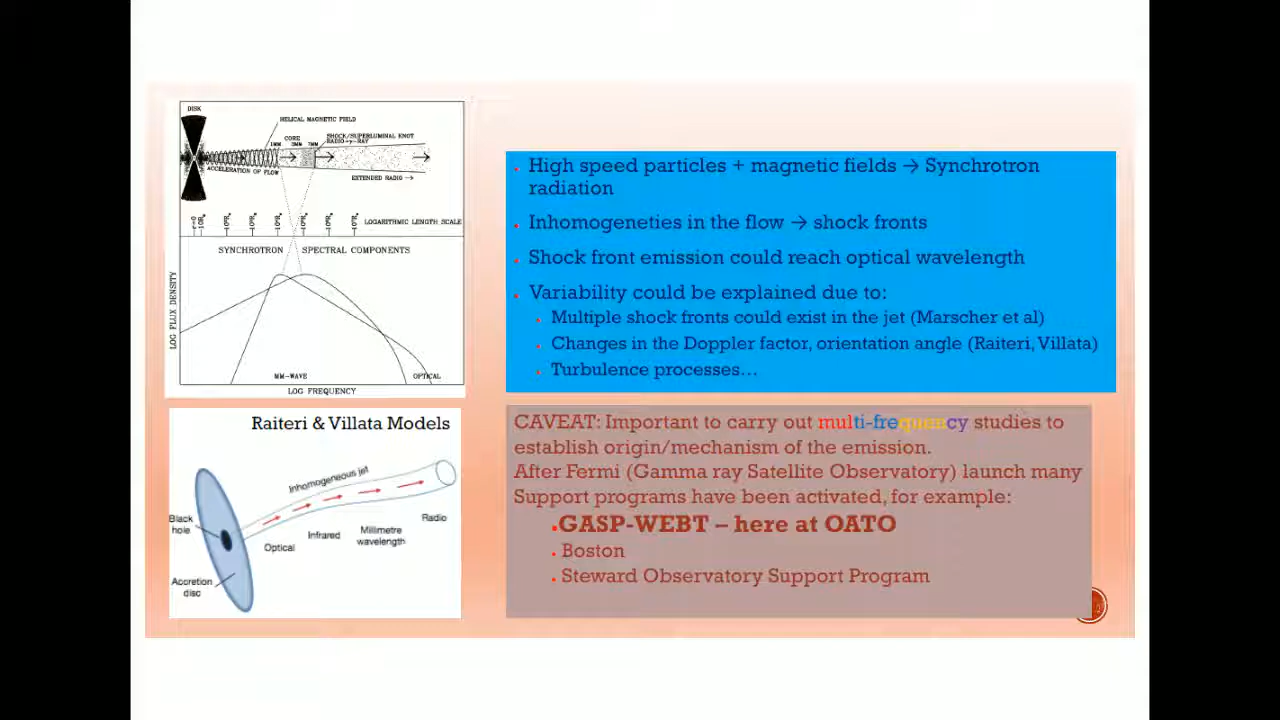 DISK
HELICAL MAGNETIC FIELD
CORE
SHOCK/SUPERLUMINAL KNOT
1MM 3MM 7MM
ACCELERATION OF FLOW
EXTENDED RADIO →
LOGARITHMIC LENGTH SCALE
SYNCHROTRON SPECTRAL COMPONENTS
LOG FLUX DENSITY
MM-WAVE OPTICAL
LOG FREQUENCY
Raiteri & Villata Models
Inhomogeneous jet
Black
hole
Optical
Infrared
Millimetre
wavelength
Radio
Accretion
disc
High speed particles + magnetic fields → Synchrotron
radiation
Inhomogeneties in the flow → shock fronts
Shock front emission could reach optical wavelength
Variability could be explained due to:
Multiple shock fronts could exist in the jet (Marscher et al)
Changes in the Doppler factor, orientation angle (Raiteri, Villata)
Turbulence processes…
CAVEAT: Important to carry out multi-frequency studies to
establish origin/mechanism of the emission.
After Fermi (Gamma ray Satellite Observatory) launch many
Support programs have been activated, for example:
GASP-WEBT – here at OATO
Boston
Steward Observatory Support Program